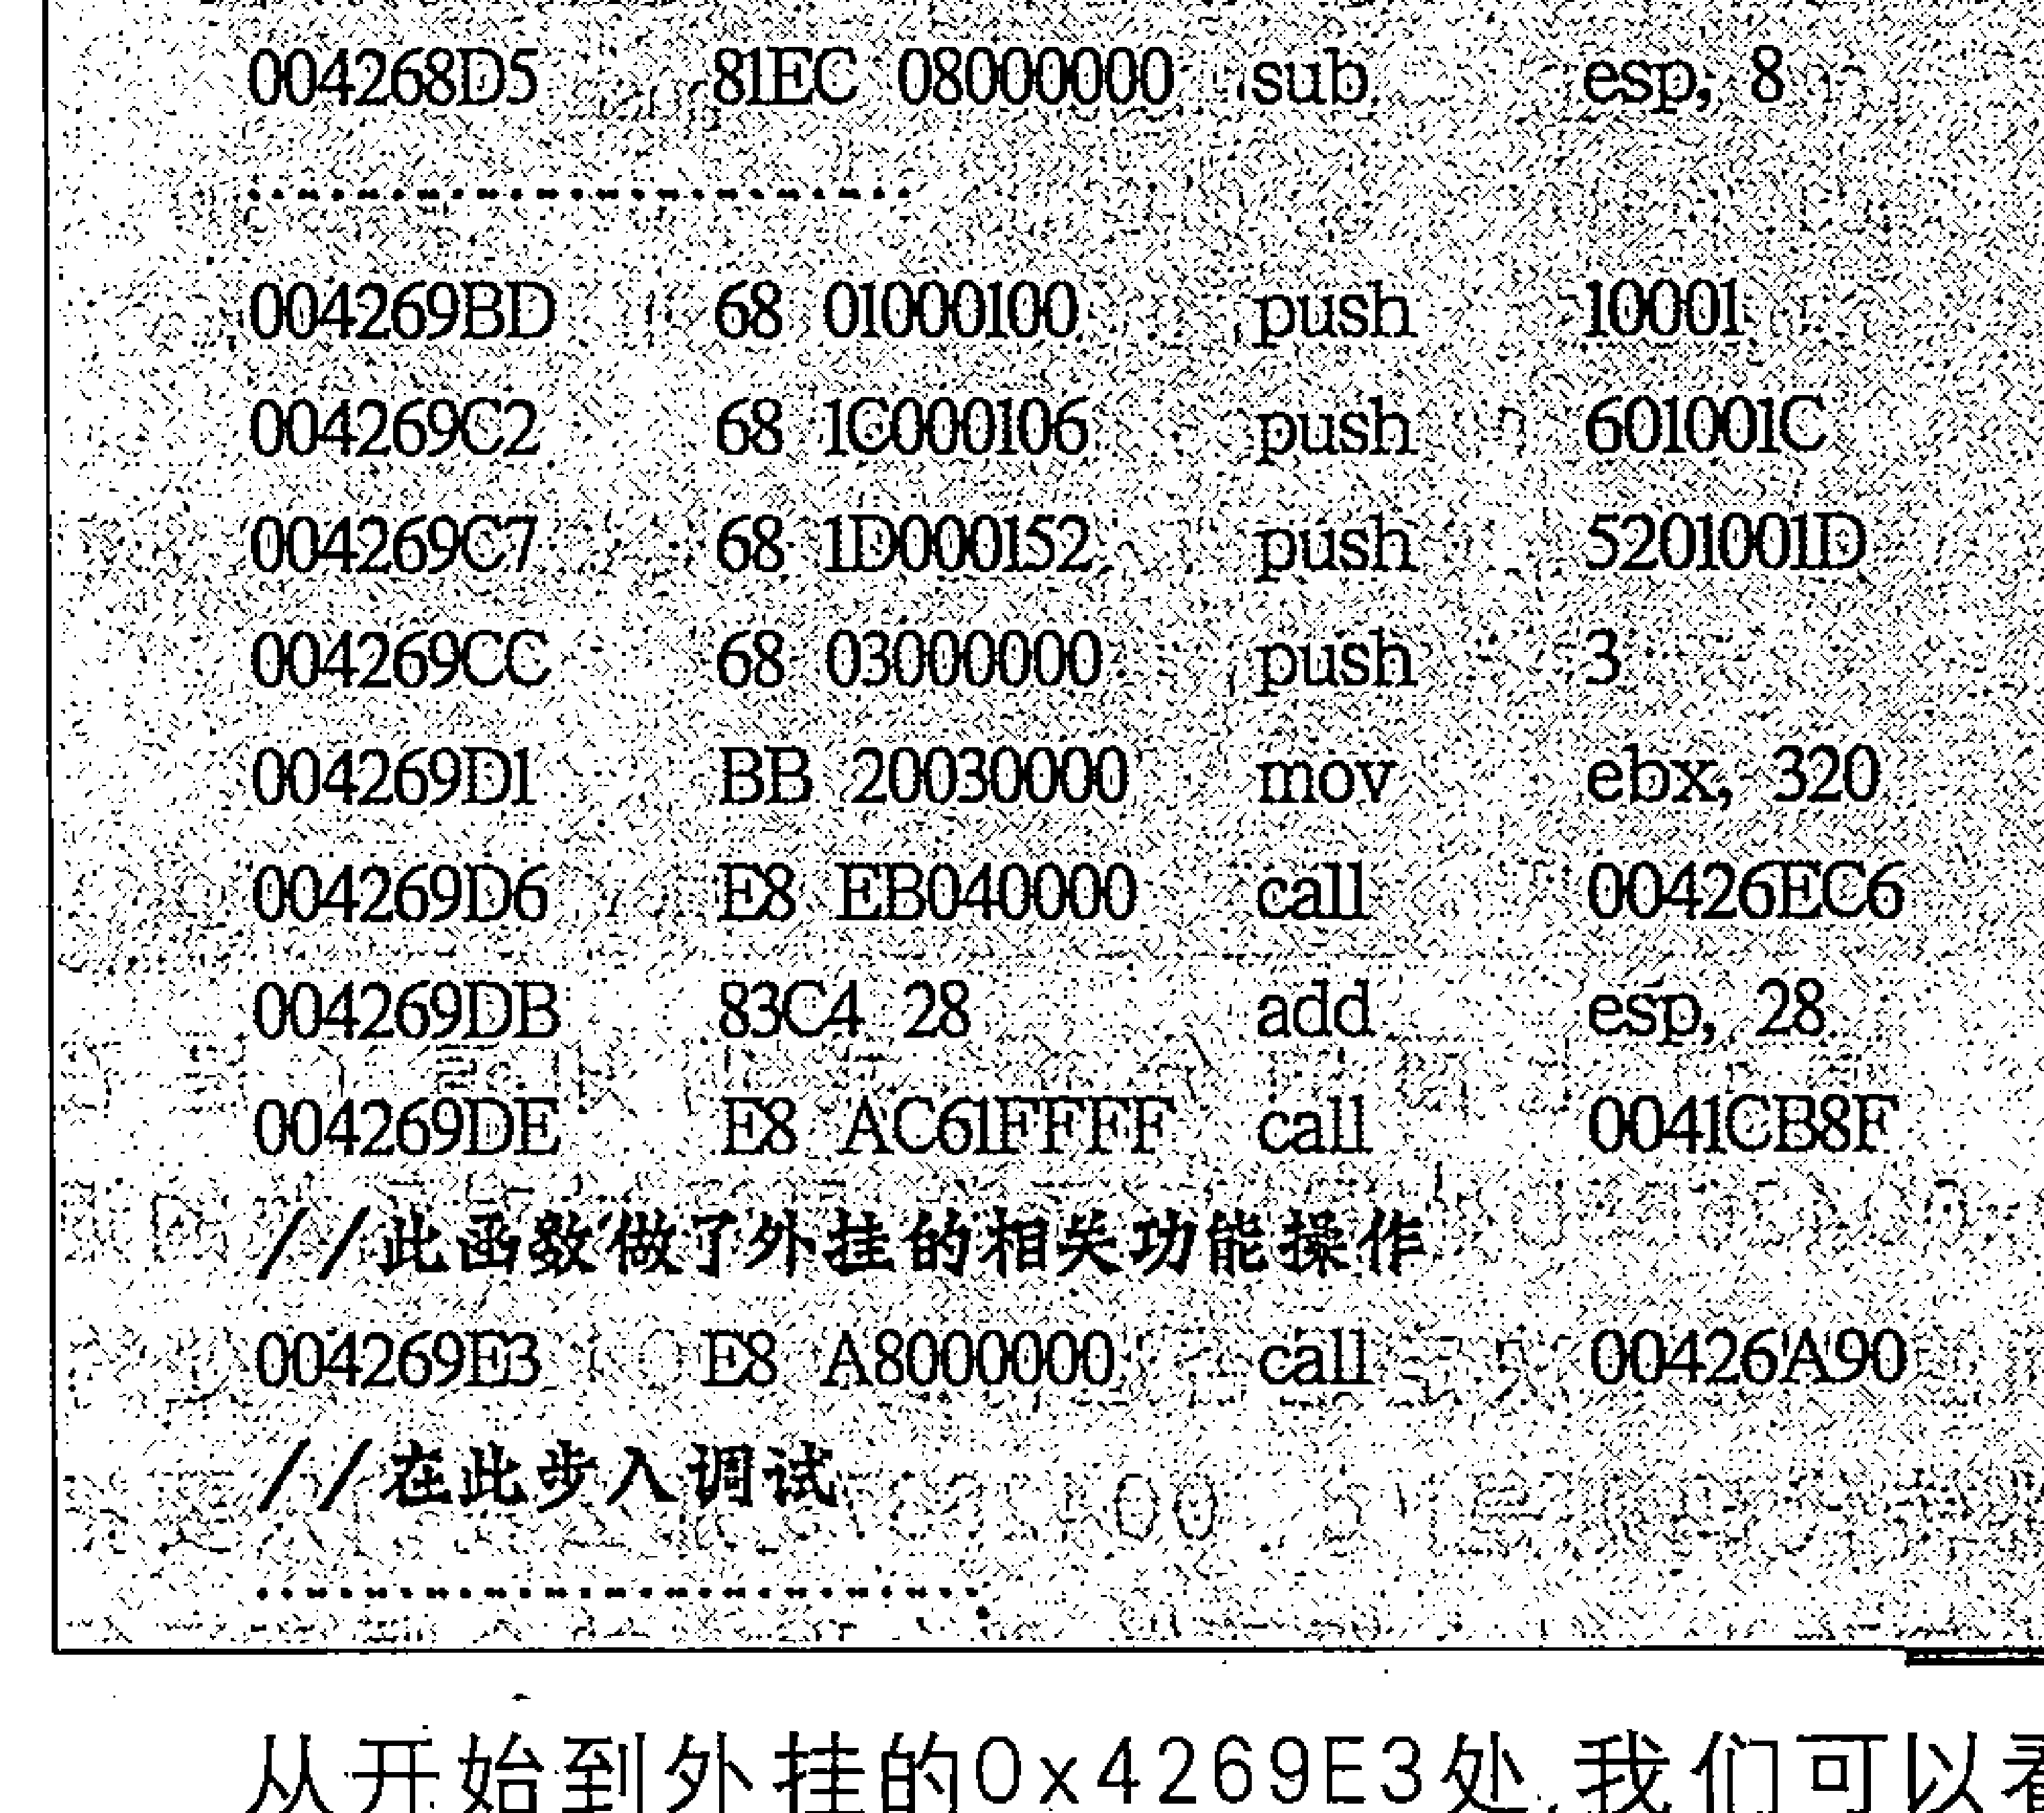 004268D5 81EC 08000000 sub esp, 8
........................
004269BD 68 01000100 push 10001
004269C2 68 1C000106 push 601001C
004269C7 68 1D000152 push 5201001D
004269CC 68 03000000 push 3
004269D1 BB 20030000 mov ebx, 320
004269D6 E8 EB040000 call 00426EC6
004269DB 83C4 28 add esp, 28
004269DE E8 AC61FFFF call 0041CB8F
//此函数做了外挂的相关功能操作
004269E3 E8 A8000000 call 00426A90
//在此步入调试
........................
从开始到外挂的0x4269E3处,我们可以看